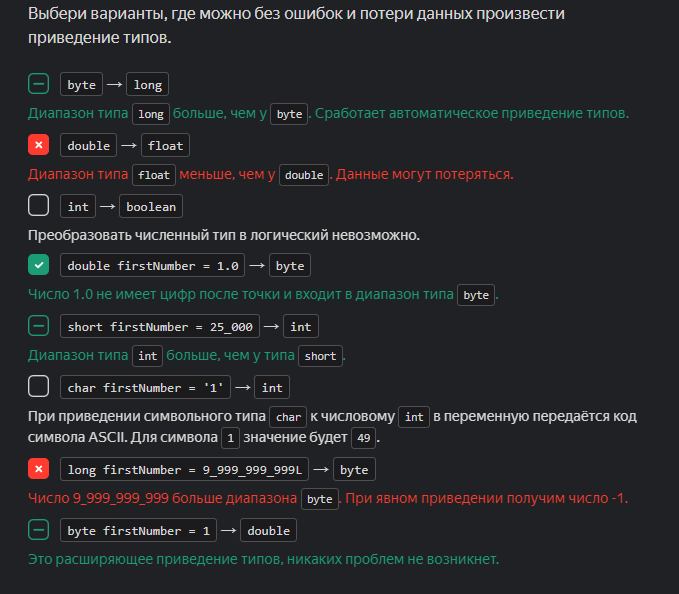 Выбери варианты, где можно без ошибок и потери данных произвести
приведение типов.
byte → long
Диапазон типа long больше, чем у byte. Сработает автоматическое приведение типов.
double → float
Диапазон типа float меньше, чем у double. Данные могут потеряться.
int → boolean
Преобразовать численный тип в логический невозможно.
double firstNumber = 1.0 → byte
Число 1.0 не имеет цифр после точки и входит в диапазон типа byte.
short firstNumber = 25_000 → int
Диапазон типа int больше, чем у типа short.
char firstNumber = '1' → int
При приведении символьного типа char к числовому int в переменную передаётся код
символа ASCII. Для символа 1 значение будет 49.
long firstNumber = 9_999_999_999L → byte
Число 9_999_999_999 больше диапазона byte. При явном приведении получим число -1.
byte firstNumber = 1 → double
Это расширяющее приведение типов, никаких проблем не возникнет.